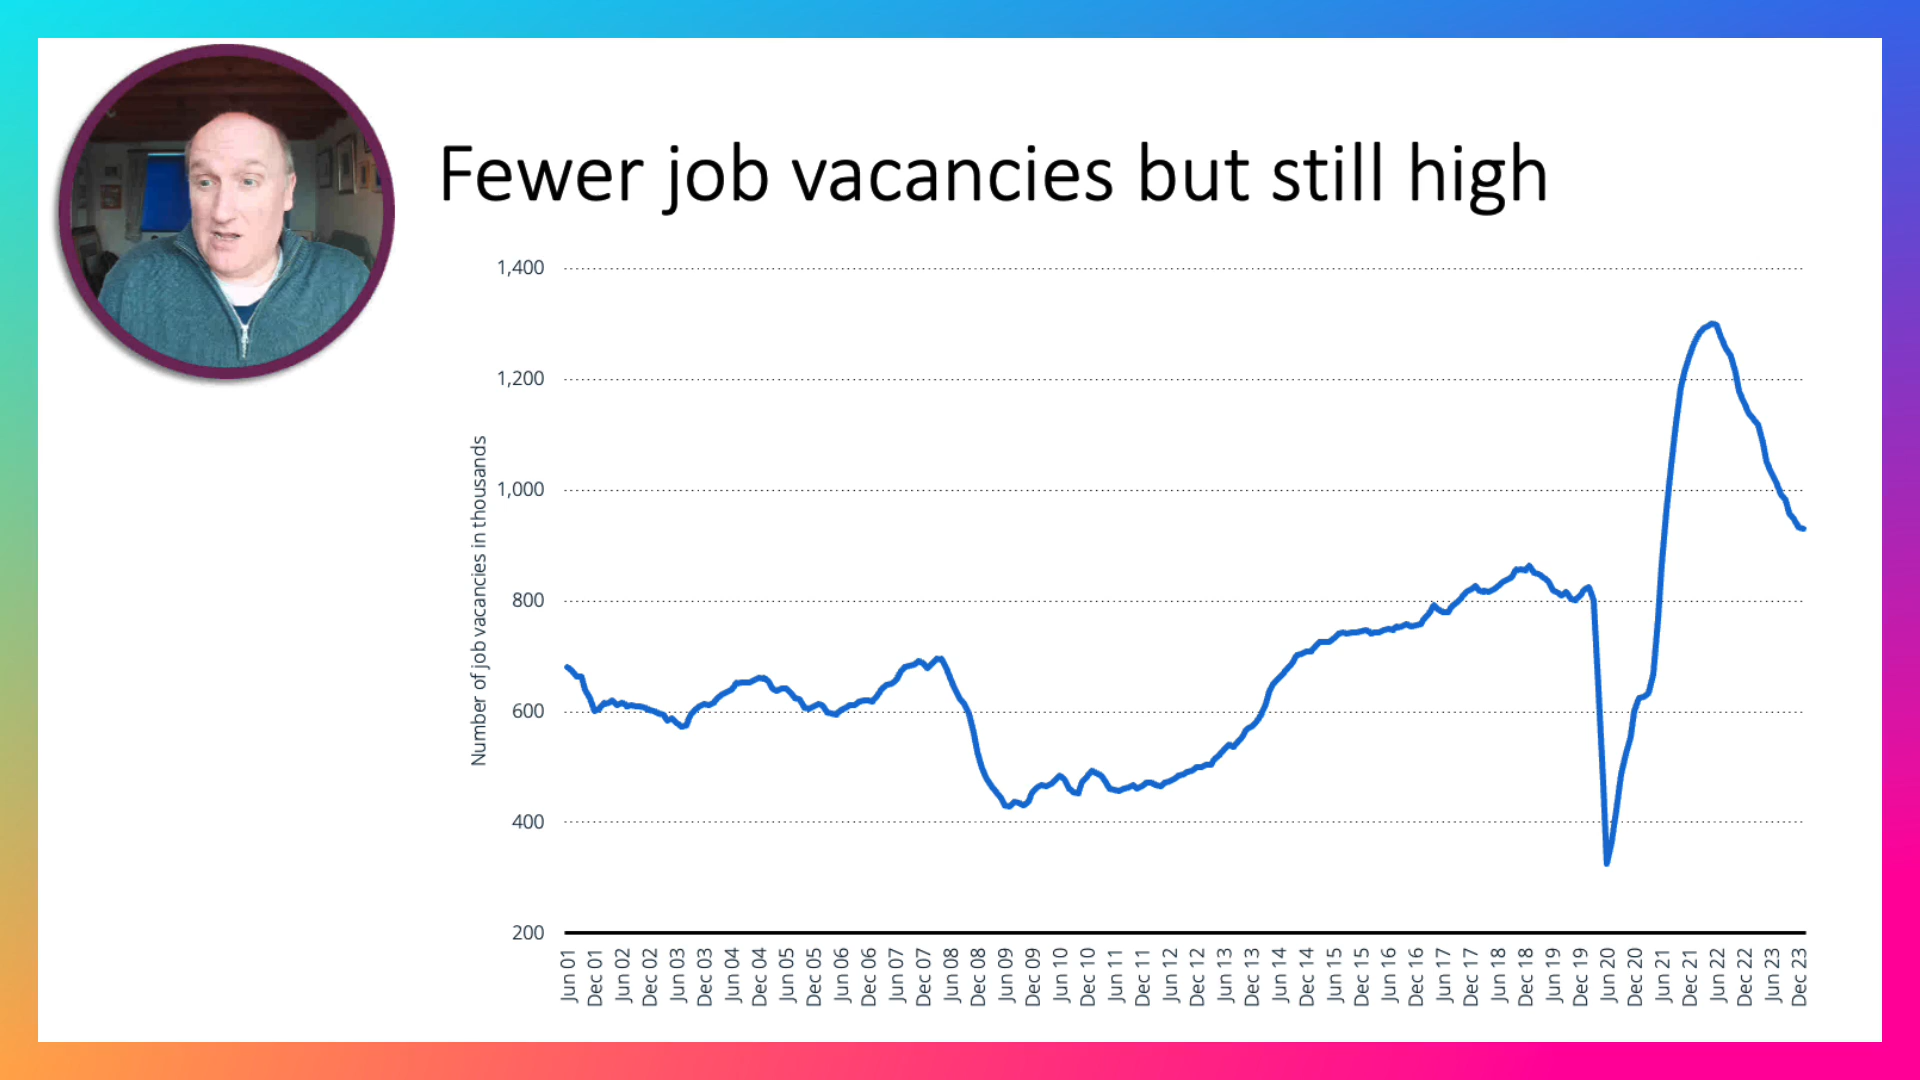 Fewer job vacancies but still high
Number of job vacancies in thousands
1,400
1,200
1,000
800
600
400
200
Jun 01
Dec 01
Jun 02
Dec 02
Jun 03
Dec 03
Jun 04
Dec 04
Jun 05
Dec 05
Jun 06
Dec 06
Jun 07
Dec 07
Jun 08
Dec 08
Jun 09
Dec 09
Jun 10
Dec 10
Jun 11
Dec 11
Jun 12
Dec 12
Jun 13
Dec 13
Jun 14
Dec 14
Jun 15
Dec 15
Jun 16
Dec 16
Jun 17
Dec 17
Jun 18
Dec 18
Jun 19
Dec 19
Jun 20
Dec 20
Jun 21
Dec 21
Jun 22
Dec 22
Jun 23
Dec 23